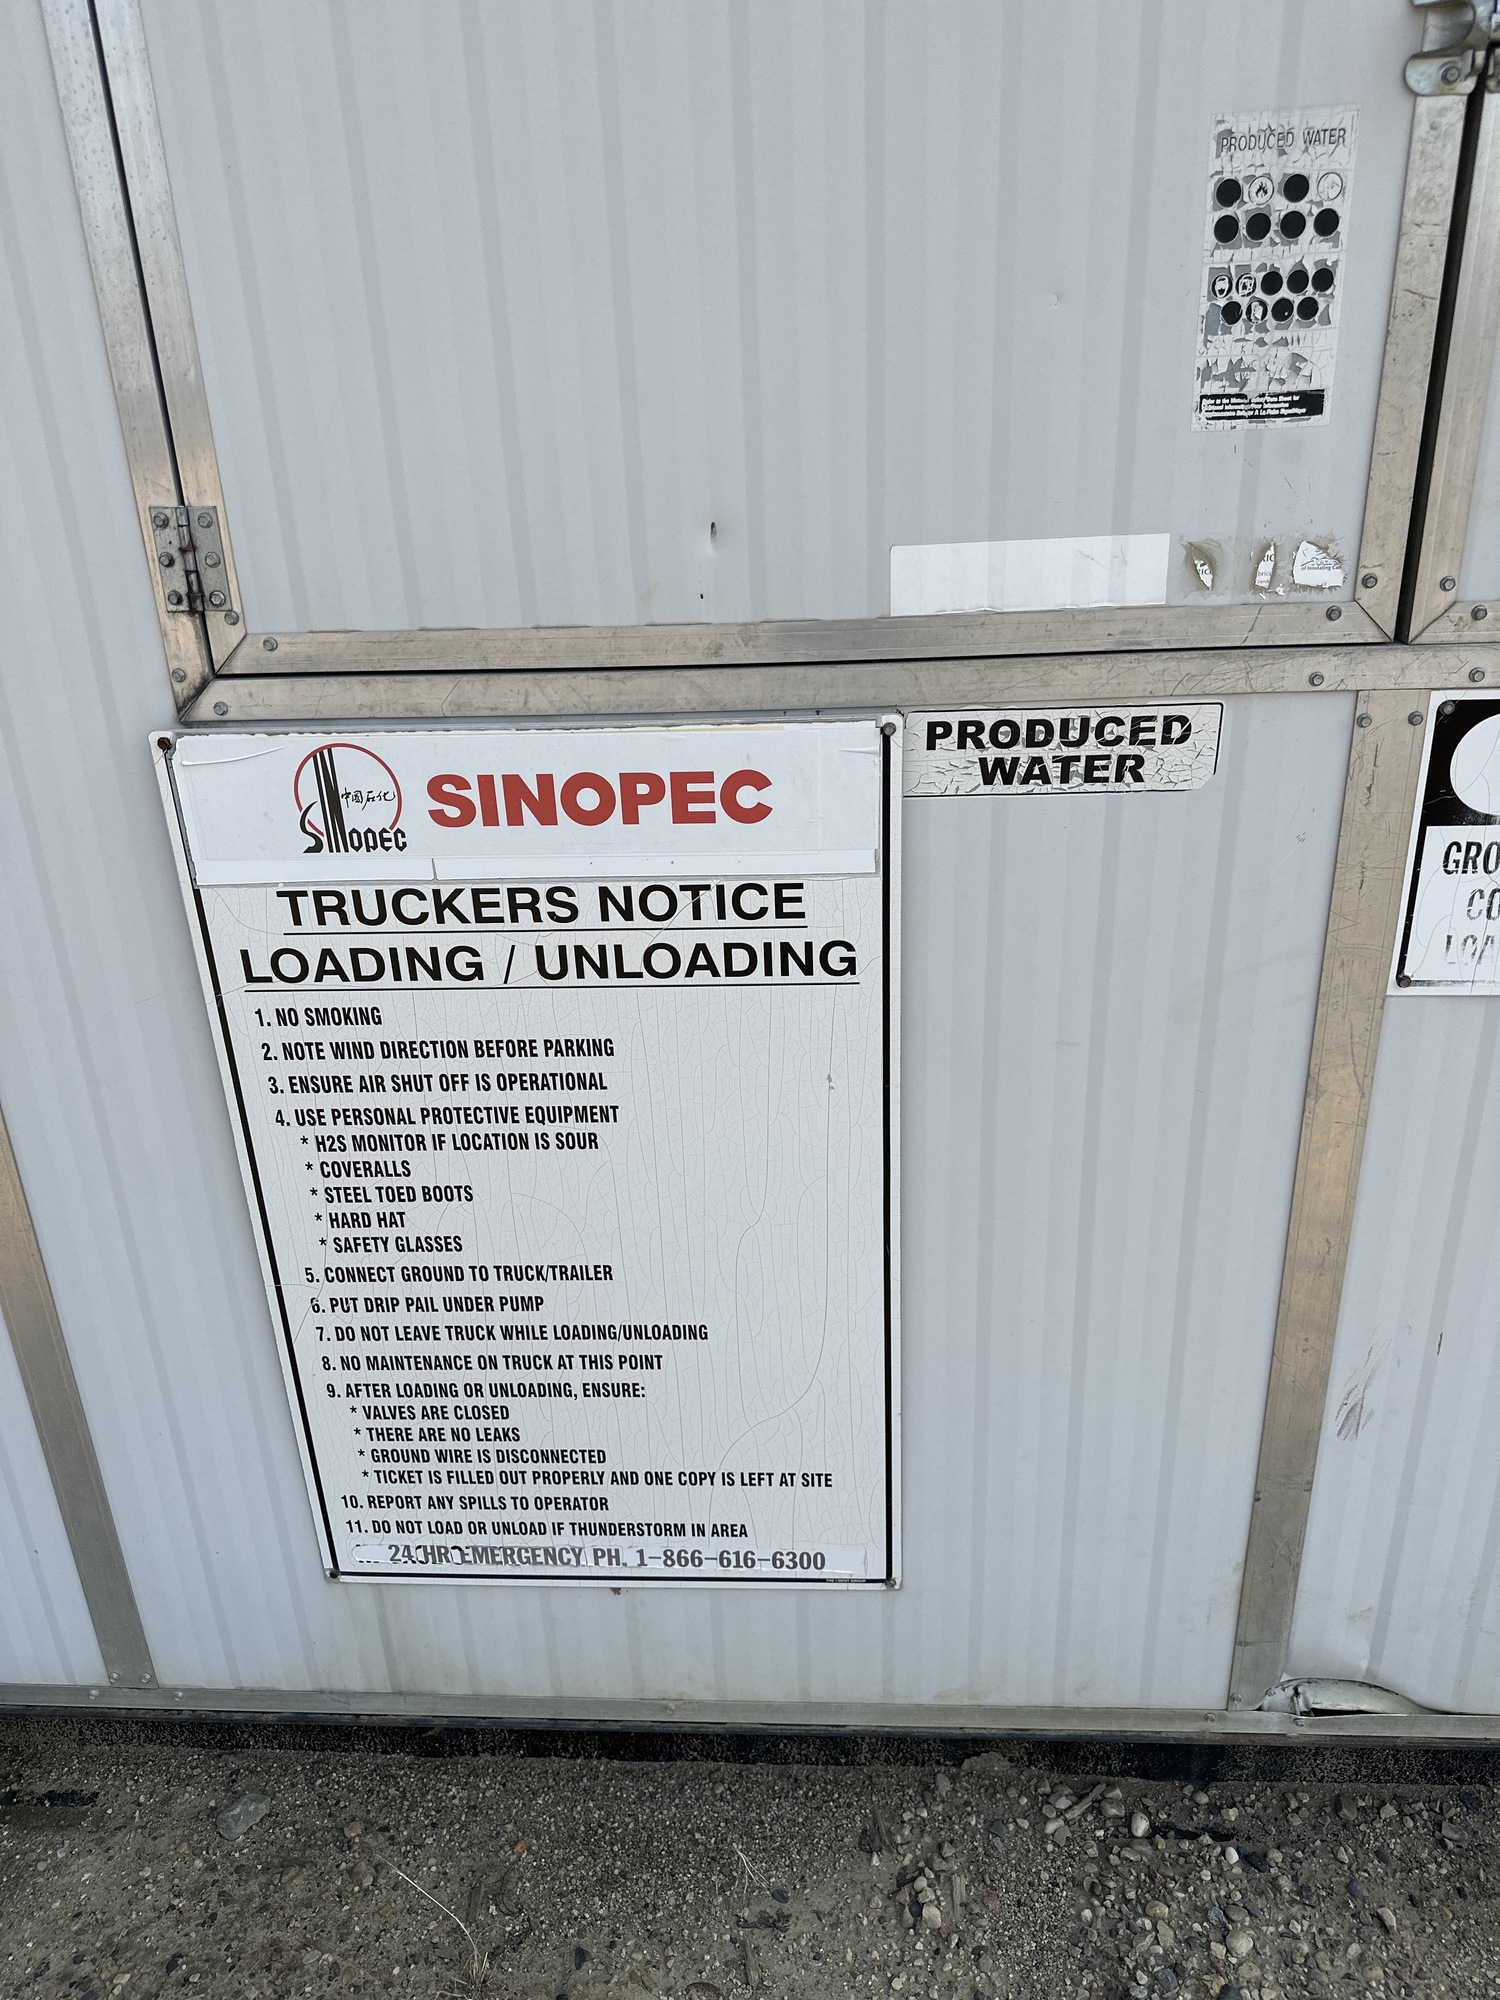 PRODUCED WATER
PRODUCED
WATER
中国石化
SINOPEC
SINOPEC
TRUCKERS NOTICE
LOADING / UNLOADING
1. NO SMOKING
2. NOTE WIND DIRECTION BEFORE PARKING
3. ENSURE AIR SHUT OFF IS OPERATIONAL
4. USE PERSONAL PROTECTIVE EQUIPMENT
* H2S MONITOR IF LOCATION IS SOUR
* COVERALLS
* STEEL TOED BOOTS
* HARD HAT
* SAFETY GLASSES
5. CONNECT GROUND TO TRUCK/TRAILER
6. PUT DRIP PAIL UNDER PUMP
7. DO NOT LEAVE TRUCK WHILE LOADING/UNLOADING
8. NO MAINTENANCE ON TRUCK AT THIS POINT
9. AFTER LOADING OR UNLOADING, ENSURE:
* VALVES ARE CLOSED
* THERE ARE NO LEAKS
* GROUND WIRE IS DISCONNECTED
* TICKET IS FILLED OUT PROPERLY AND ONE COPY IS LEFT AT SITE
10. REPORT ANY SPILLS TO OPERATOR
11. DO NOT LOAD OR UNLOAD IF THUNDERSTORM IN AREA
24 HR EMERGENCY PH. 1-866-616-6300
GRO
CO
LOA